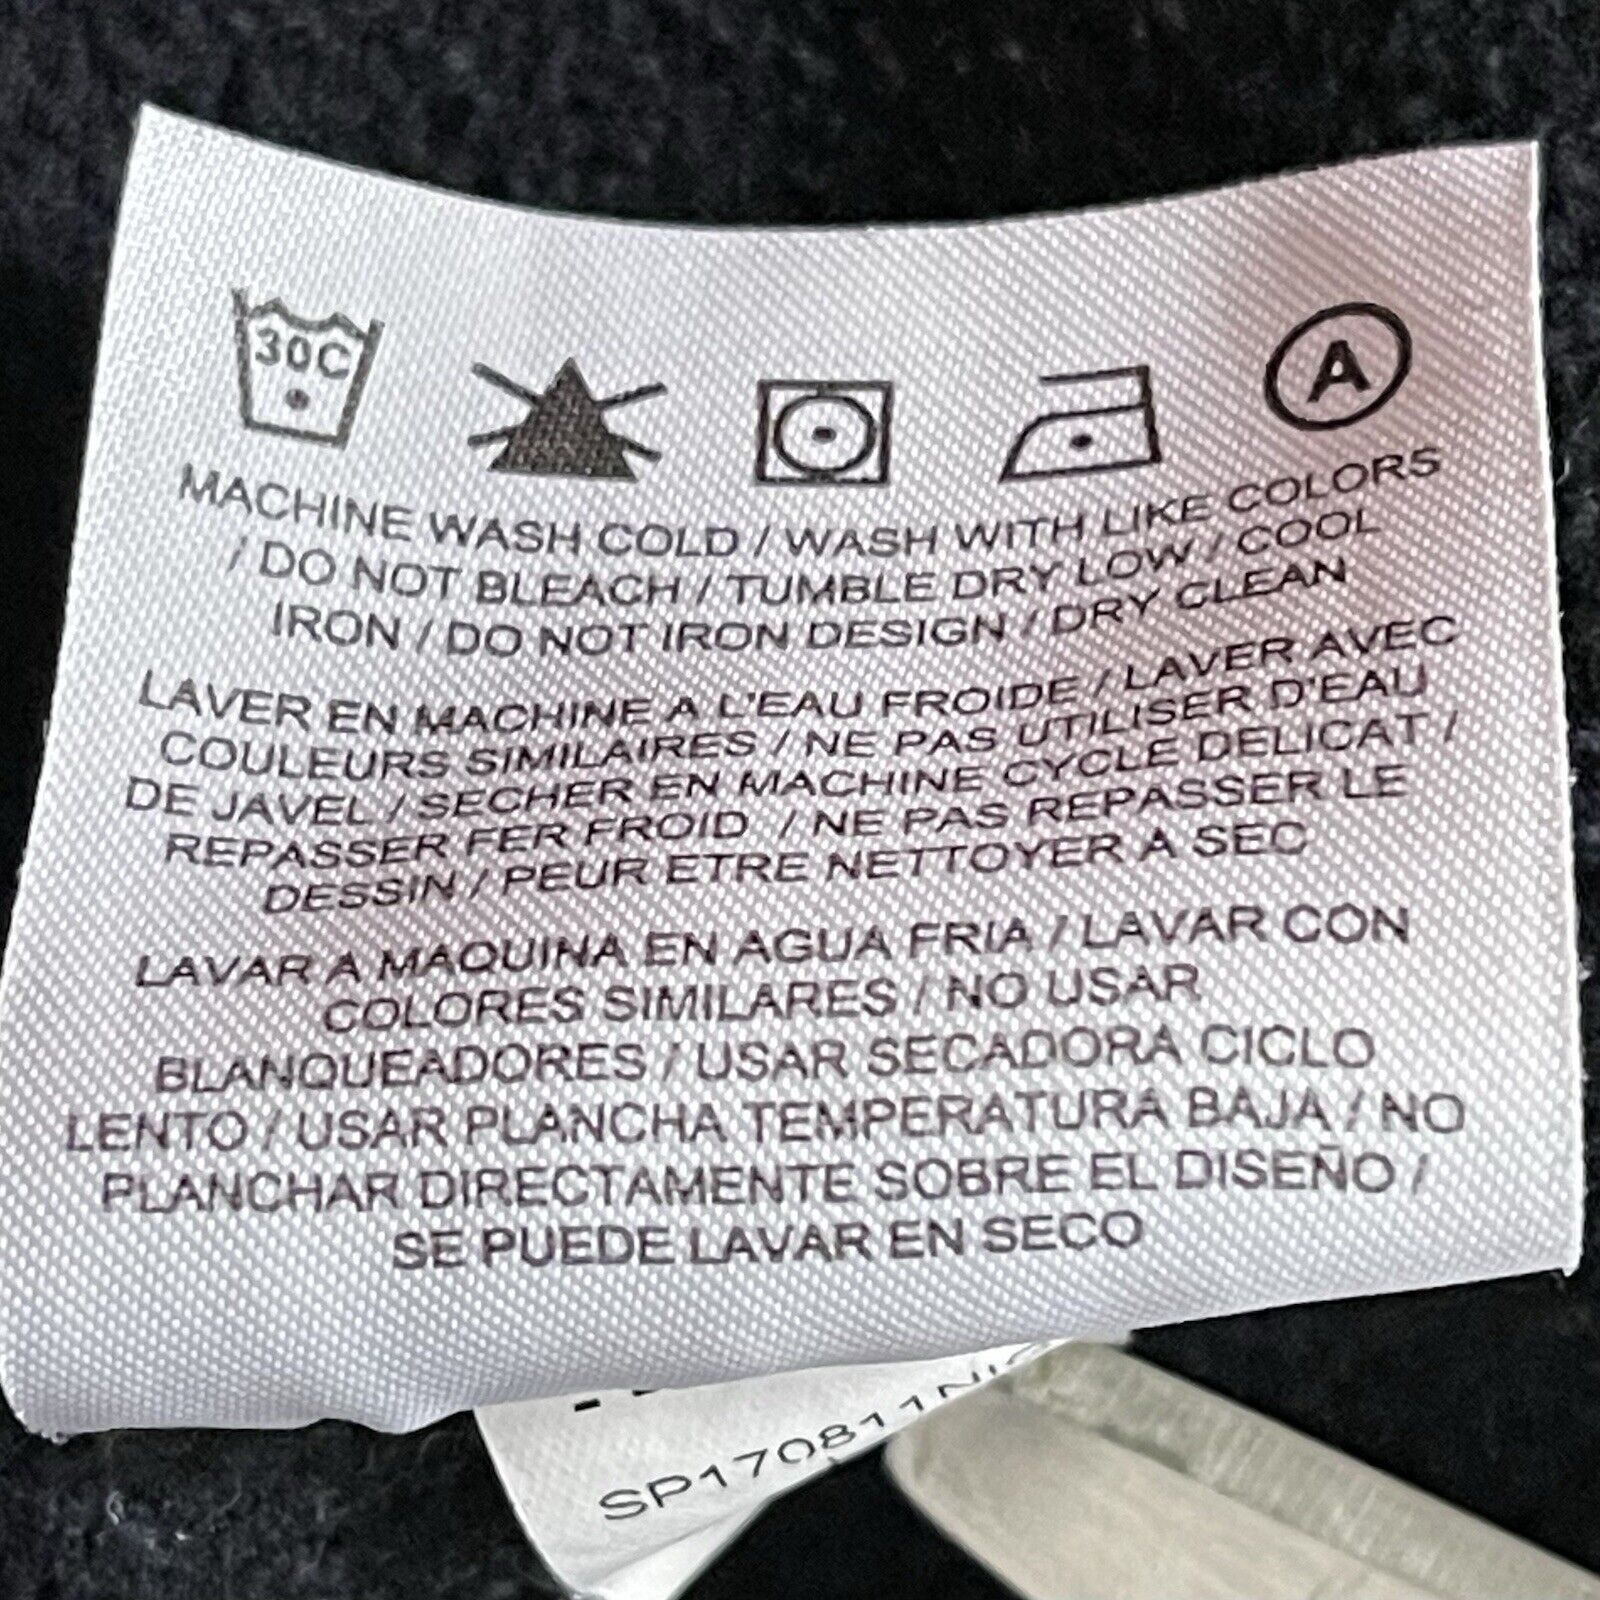 30C
A
MACHINE WASH COLD / WASH WITH LIKE COLORS
/ DO NOT BLEACH / TUMBLE DRY LOW / COOL
IRON / DO NOT IRON DESIGN / DRY CLEAN
LAVER EN MACHINE A L'EAU FROIDE / LAVER AVEC
COULEURS SIMILAIRES / NE PAS UTILISER D'EAU
DE JAVEL / SECHER EN MACHINE CYCLE DELICAT /
REPASSER FER FROID / NE PAS REPASSER LE
DESSIN / PEUR ETRE NETTOYER A SEC
LAVAR A MAQUINA EN AGUA FRIA / LAVAR CON
COLORES SIMILARES / NO USAR
BLANQUEADORES / USAR SECADORA CICLO
LENTO / USAR PLANCHA TEMPERATURA BAJA / NO
PLANCHAR DIRECTAMENTE SOBRE EL DISEÑO /
SE PUEDE LAVAR EN SECO